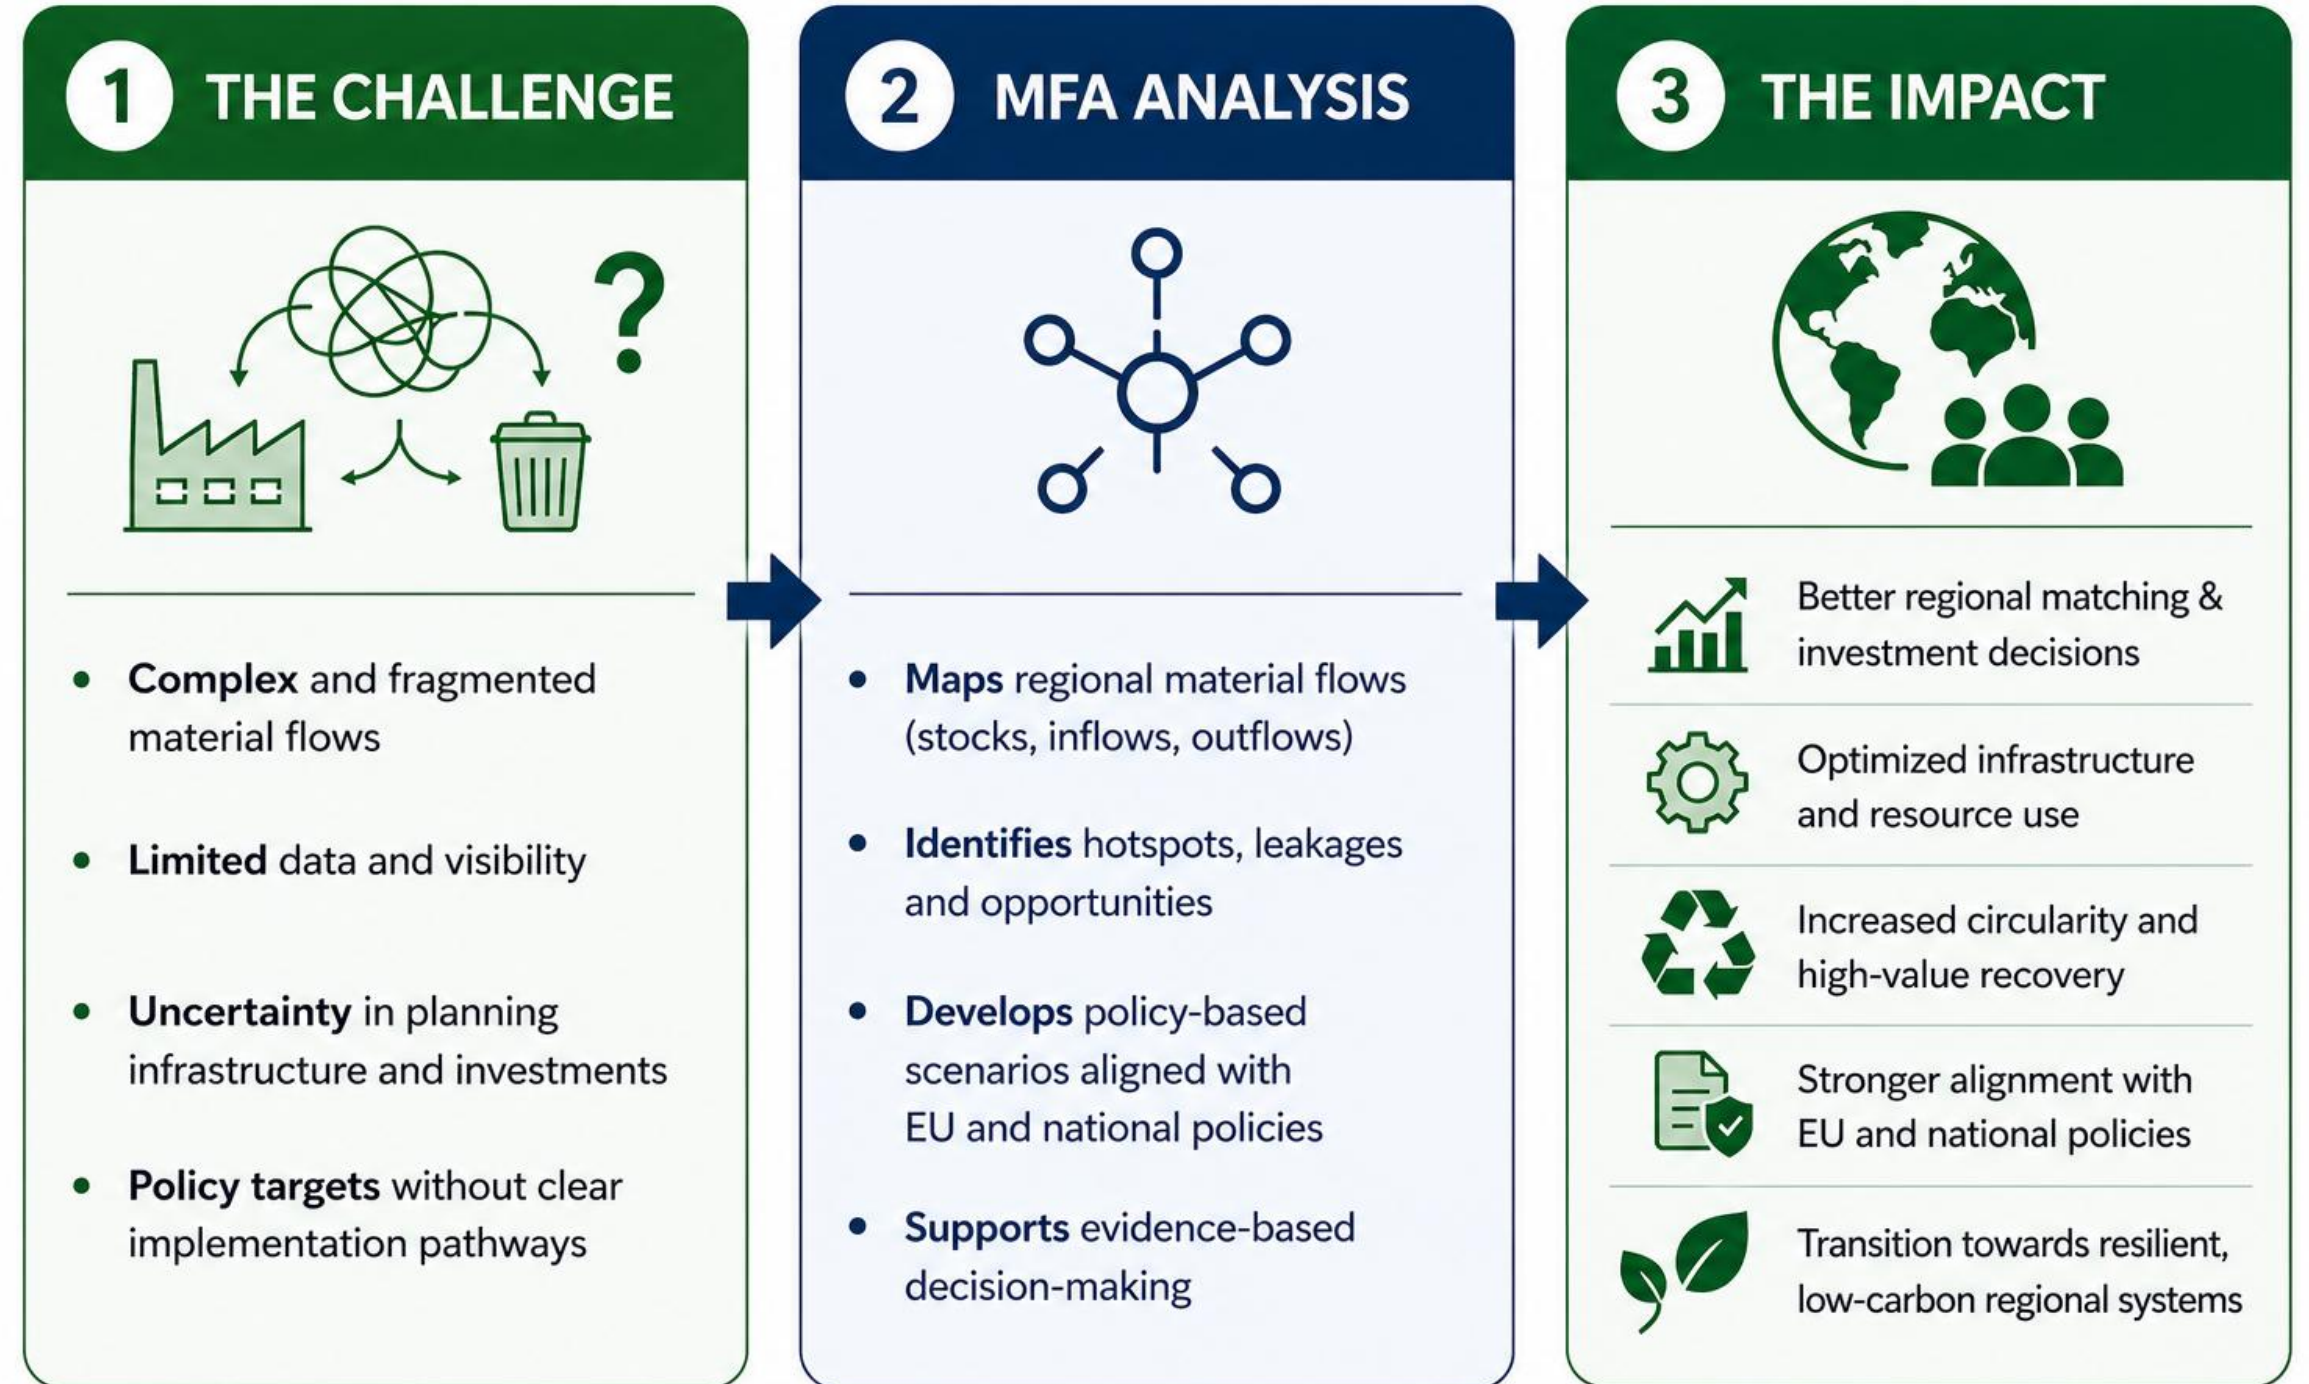 1 THE CHALLENGE
?
• Complex and fragmented
material flows
• Limited data and visibility
• Uncertainty in planning
infrastructure and investments
• Policy targets without clear
implementation pathways
2 MFA ANALYSIS
• Maps regional material flows
(stocks, inflows, outflows)
• Identifies hotspots, leakages
and opportunities
• Develops policy-based
scenarios aligned with
EU and national policies
• Supports evidence-based
decision-making
3 THE IMPACT
Better regional matching &
investment decisions
Optimized infrastructure
and resource use
Increased circularity and
high-value recovery
Stronger alignment with
EU and national policies
Transition towards resilient,
low-carbon regional systems